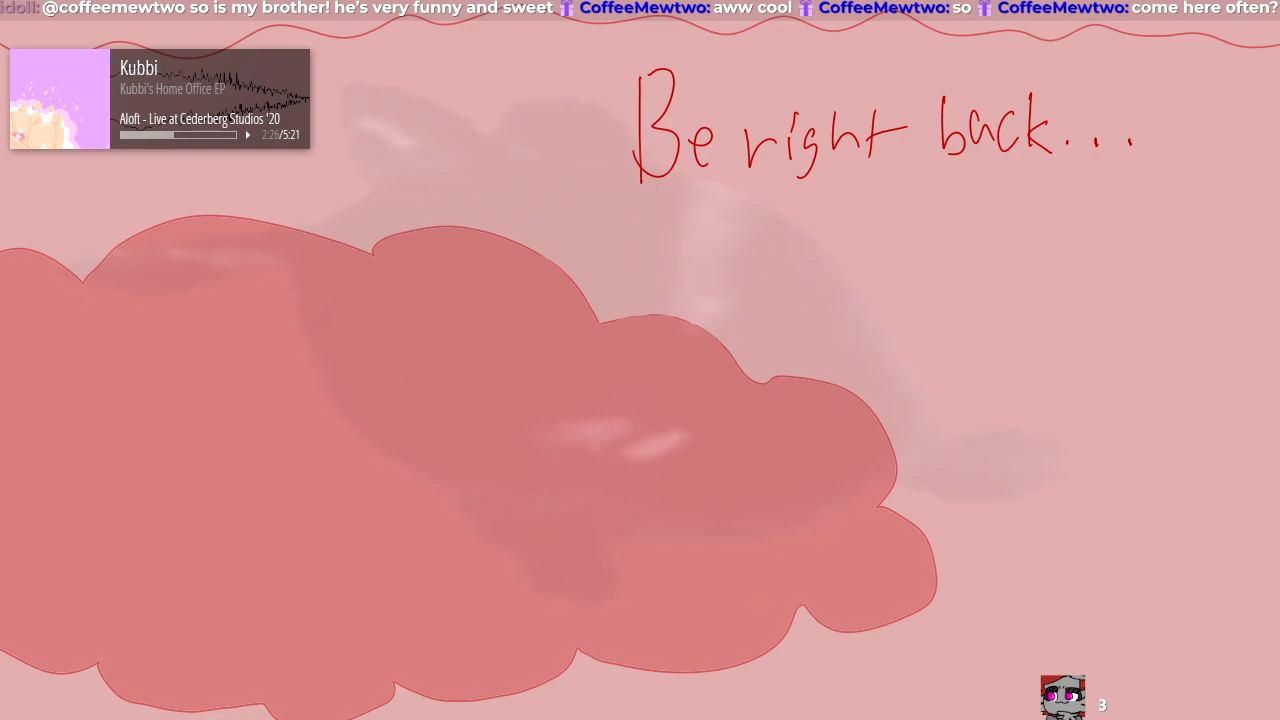 idoll: @coffeemewtwo so is my brother! he's very funny and sweet CoffeeMewtwo: aww cool CoffeeMewtwo: so CoffeeMewtwo: come here often?
Kubbi
Kubbi's Home Office EP
Aloft - Live at Cederberg Studios '20
2:26/5:21
Be right back...
3